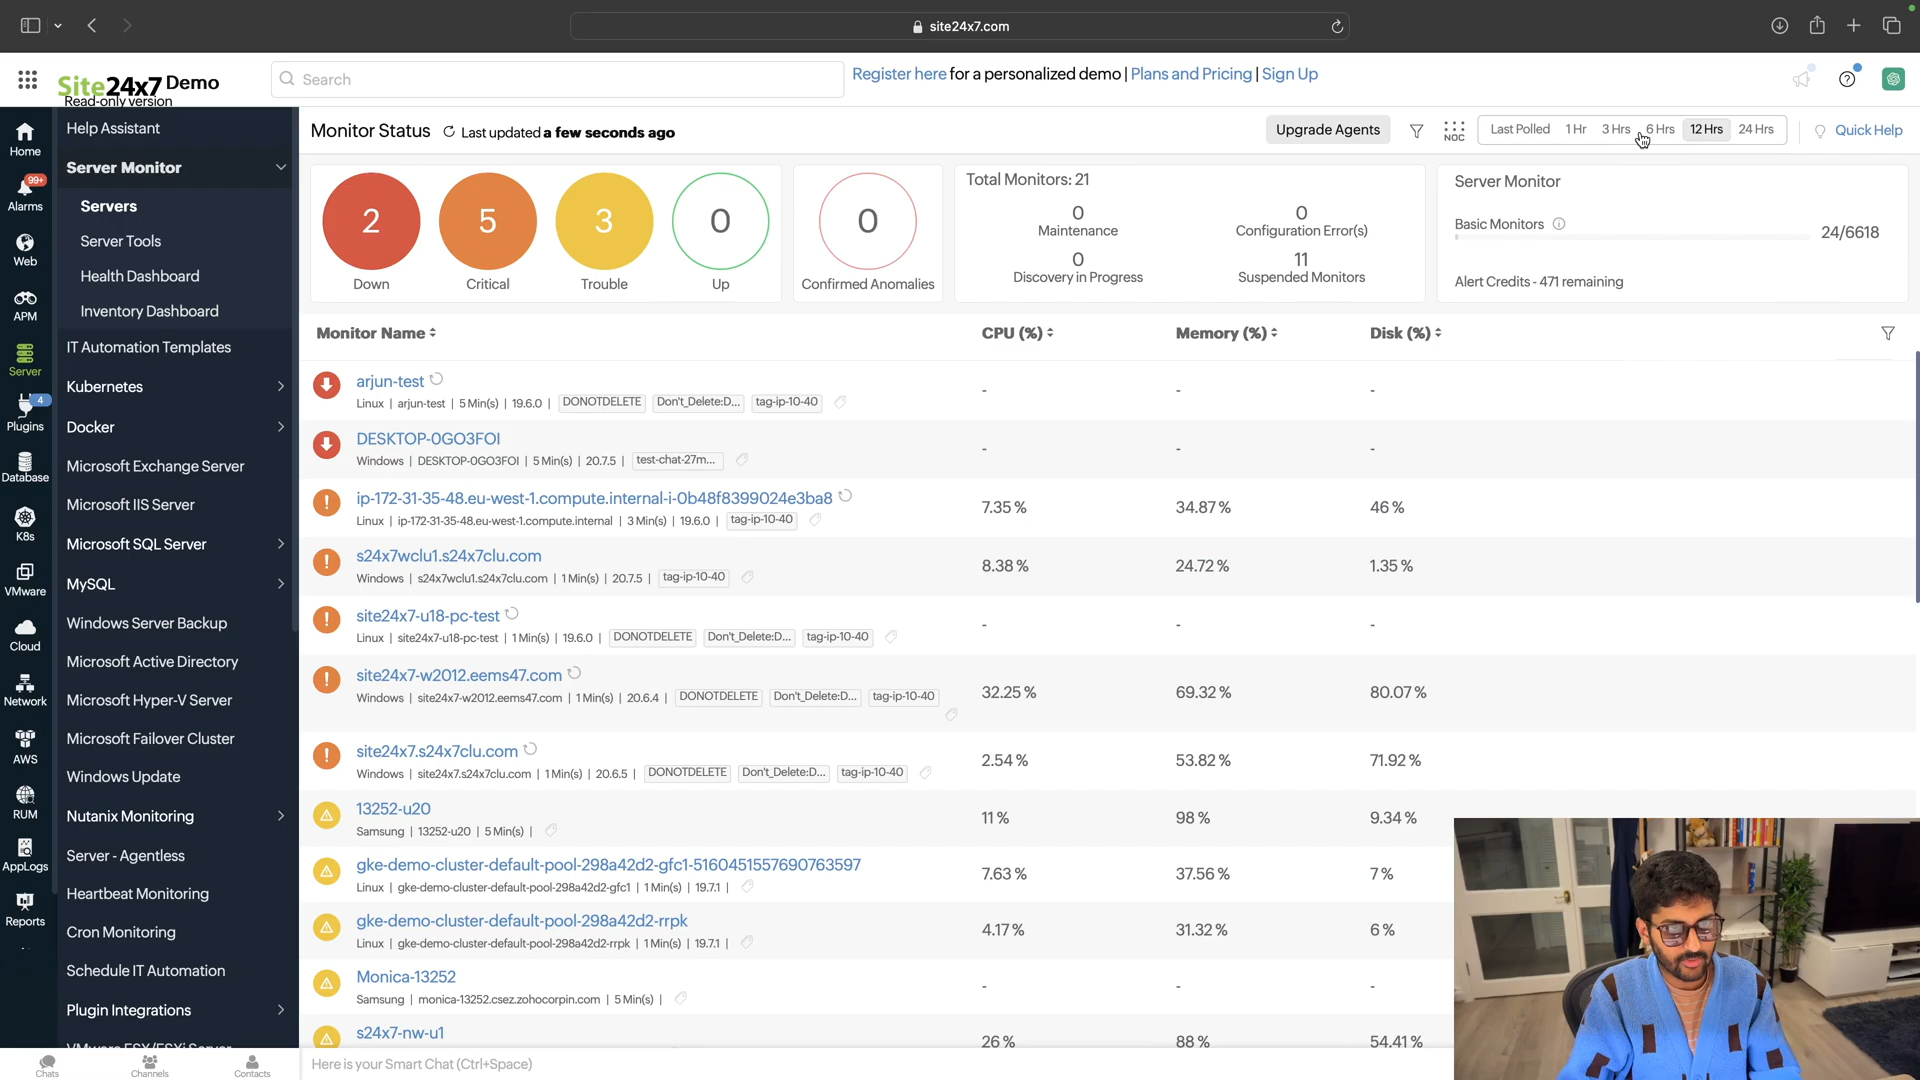 site24x7.com
Site24x7 Demo
Read-only version
Search
Register here for a personalized demo | Plans and Pricing | Sign Up
Home
99+
Alarms
Web
APM
Server
4
Plugins
Database
K8s
VMware
Cloud
Network
AWS
RUM
AppLogs
Reports
Help Assistant
Server Monitor
Servers
Server Tools
Health Dashboard
Inventory Dashboard
IT Automation Templates
Kubernetes
Docker
Microsoft Exchange Server
Microsoft IIS Server
Microsoft SQL Server
MySQL
Windows Server Backup
Microsoft Active Directory
Microsoft Hyper-V Server
Microsoft Failover Cluster
Windows Update
Nutanix Monitoring
Server - Agentless
Heartbeat Monitoring
Cron Monitoring
Schedule IT Automation
Plugin Integrations
VMware ESX/ESXi Server
Chats
Channels
Contacts
Monitor Status Last updated a few seconds ago
Upgrade Agents
NOC
Last Polled 1 Hr 3 Hrs 6 Hrs 12 Hrs 24 Hrs
Quick Help
2
Down
5
Critical
3
Trouble
0
Up
0
Confirmed Anomalies
Total Monitors: 21
0
Maintenance
0
Configuration Error(s)
0
Discovery in Progress
11
Suspended Monitors
Server Monitor
Basic Monitors
24/6618
Alert Credits - 471 remaining
Monitor Name CPU (%) Memory (%) Disk (%)
arjun-test - - -
Linux | arjun-test | 5 Min(s) | 19.6.0 | DONOTDELETE Don't_Delete:D... tag-ip-10-40
DESKTOP-0GO3FOI - - -
Windows | DESKTOP-0GO3FOI | 5 Min(s) | 20.7.5 | test-chat-27m...
ip-172-31-35-48.eu-west-1.compute.internal-i-0b48f8399024e3ba8 7.35 % 34.87 % 46 %
Linux | ip-172-31-35-48.eu-west-1.compute.internal | 3 Min(s) | 19.6.0 | tag-ip-10-40
s24x7wclu1.s24x7clu.com 8.38 % 24.72 % 1.35 %
Windows | s24x7wclu1.s24x7clu.com | 1 Min(s) | 20.7.5 | tag-ip-10-40
site24x7-u18-pc-test - - -
Linux | site24x7-u18-pc-test | 1 Min(s) | 19.6.0 | DONOTDELETE Don't_Delete:D... tag-ip-10-40
site24x7-w2012.eems47.com 32.25 % 69.32 % 80.07 %
Windows | site24x7-w2012.eems47.com | 1 Min(s) | 20.6.4 | DONOTDELETE Don't_Delete:D... tag-ip-10-40
site24x7.s24x7clu.com 2.54 % 53.82 % 71.92 %
Windows | site24x7.s24x7clu.com | 1 Min(s) | 20.6.5 | DONOTDELETE Don't_Delete:D... tag-ip-10-40
13252-u20 11 % 98 % 9.34 %
Samsung | 13252-u20 | 5 Min(s) |
gke-demo-cluster-default-pool-298a42d2-gfc1-5160451557690763597 7.63 % 37.56 % 7 %
Linux | gke-demo-cluster-default-pool-298a42d2-gfc1 | 1 Min(s) | 19.7.1 |
gke-demo-cluster-default-pool-298a42d2-rrpk 4.17 % 31.32 % 6 %
Linux | gke-demo-cluster-default-pool-298a42d2-rrpk | 1 Min(s) | 19.7.1 |
Monica-13252 - - -
Samsung | monica-13252.csez.zohocorpin.com | 5 Min(s) |
s24x7-nw-u1 26 % 88 % 54.41 %
Here is your Smart Chat (Ctrl+Space)